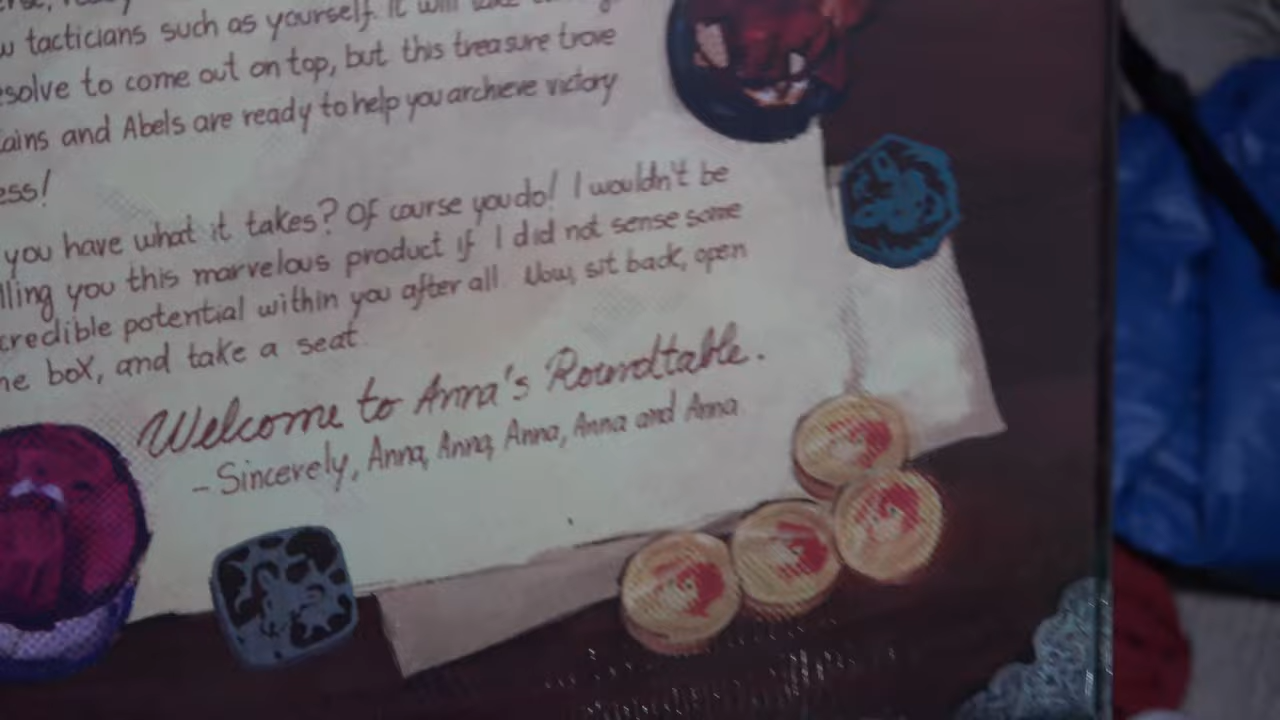 w tacticians such as yourself. It will take
esolve to come out on top, but this treasure trove
ains and Abels are ready to help you archieve victory
ess!
you have what it takes? Of course you do! I wouldn't be
lling you this marvelous product if I did not sense some
credible potential within you after all. Now, sit back, open
he box, and take a seat
Welcome to Anna's Roundtable.
- Sincerely, Anna, Anna, Anna, Anna and Anna